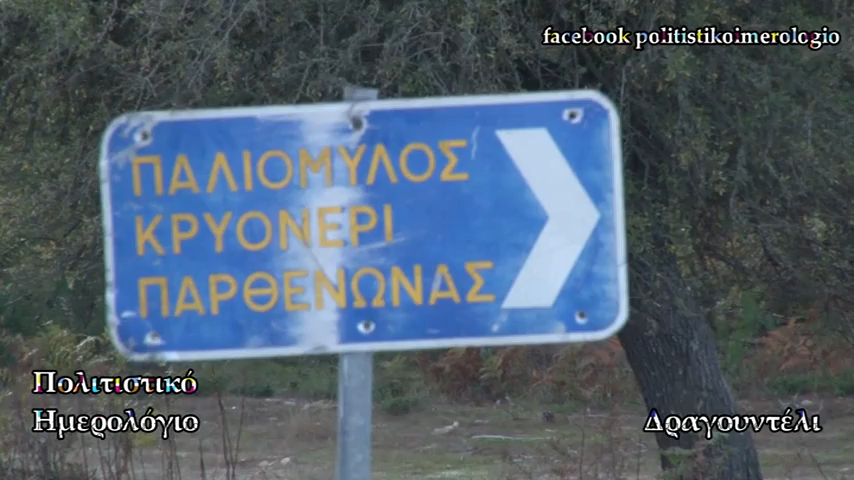 facebook politistikoimerologio
ΠΑΛΙΟΜΥΛΟΣ
ΚΡΥΟΝΕΡΙ
ΠΑΡΘΕΝΩΝΑΣ
Πολιτιστικό
Ημερολόγιο
Δραγουντέλι